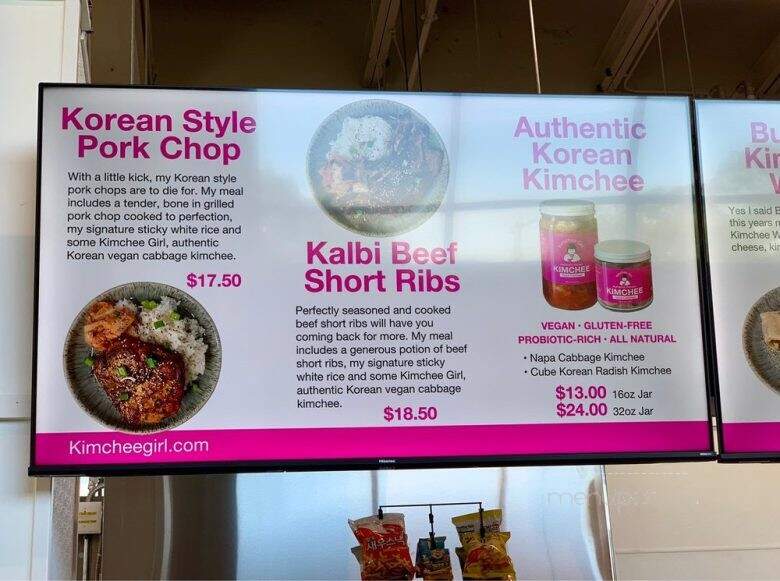 Korean Style
Pork Chop
With a little kick, my Korean style
pork chops are to die for. My meal
includes a tender, bone in grilled
pork chop cooked to perfection,
my signature sticky white rice and
some Kimchee Girl, authentic
Korean vegan cabbage kimchee.
$17.50
Kimcheegirl.com
Kalbi Beef
Short Ribs
Perfectly seasoned and cooked
beef short ribs will have you
coming back for more. My meal
includes a generous potion of beef
short ribs, my signature sticky
white rice and some Kimchee Girl,
authentic Korean vegan cabbage
kimchee.
$18.50
Authentic
Korean
Kimchee
KIMCHEE
KIMCHEE
VEGAN • GLUTEN-FREE
PROBIOTIC-RICH • ALL NATURAL
• Napa Cabbage Kimchee
• Cube Korean Radish Kimchee
$13.00 16oz Jar
$24.00 32oz Jar
Hisense
Yes I said
this years
Kimchee
cheese,